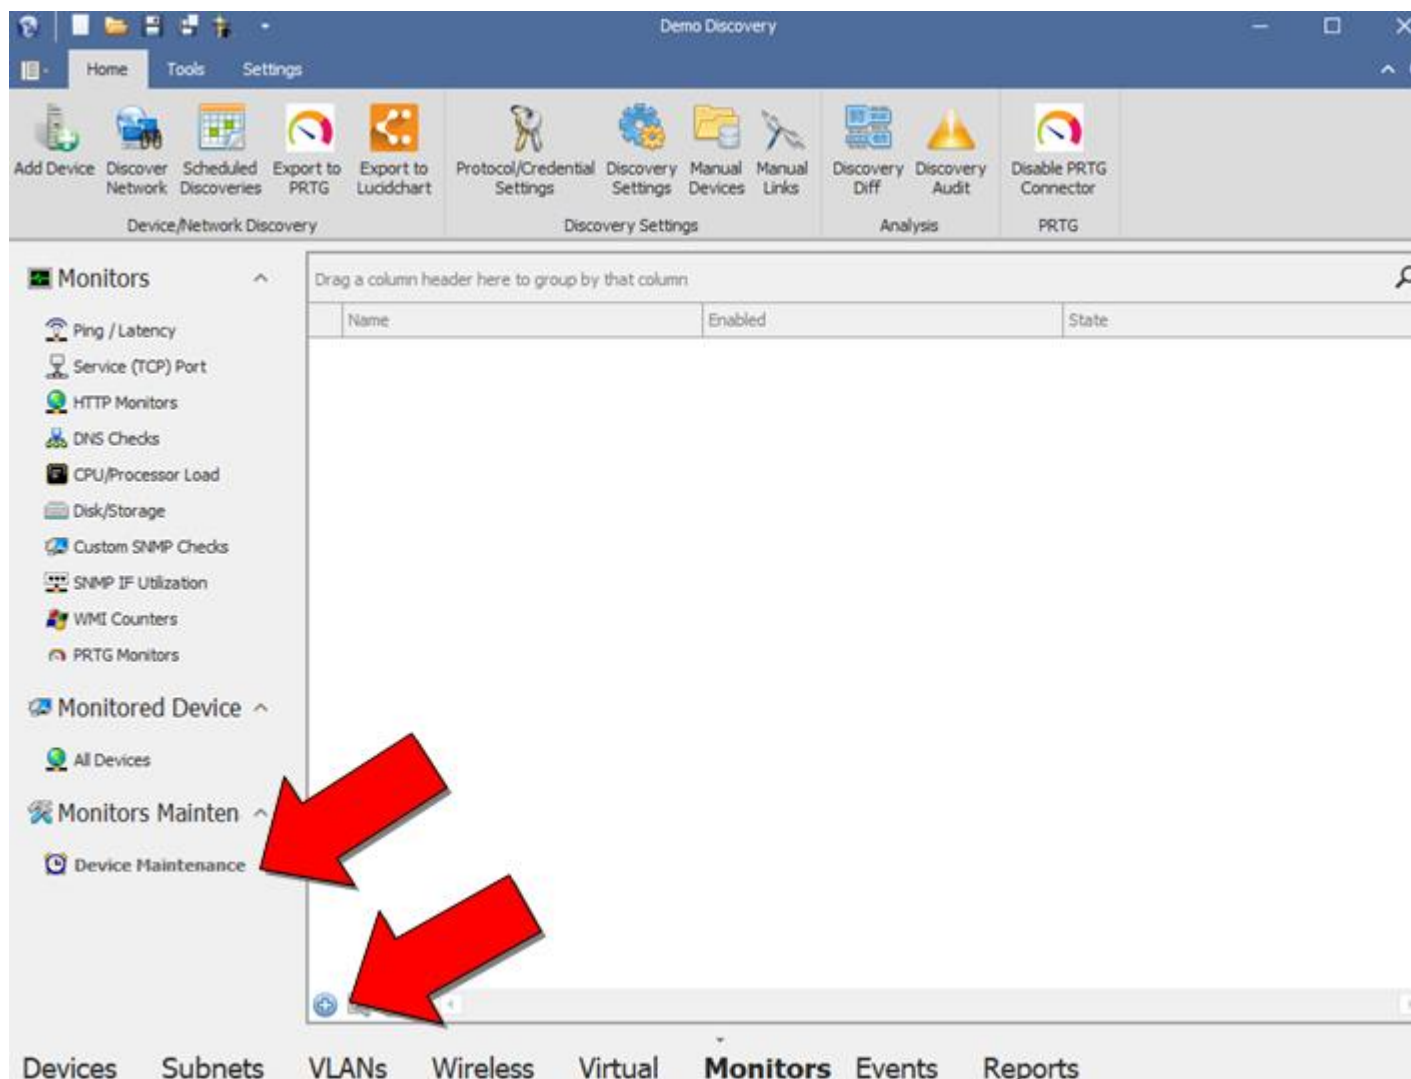 Demo Discovery
Home Tools Settings
Add Device Discover Network Scheduled Discoveries Export to PRTG Export to Lucidchart Protocol/Credential Settings Discovery Settings Manual Devices Manual Links Discovery Diff Discovery Audit Disable PRTG Connector
Device/Network Discovery Discovery Settings Analysis PRTG
Monitors
Ping / Latency
Service (TCP) Port
HTTP Monitors
DNS Checks
CPU/Processor Load
Disk/Storage
Custom SNMP Checks
SNMP IF Utilization
WMI Counters
PRTG Monitors
Monitored Device
All Devices
Monitors Mainten
Device Maintenance
Drag a column header here to group by that column
Name Enabled State
Devices Subnets VLANs Wireless Virtual Monitors Events Reports